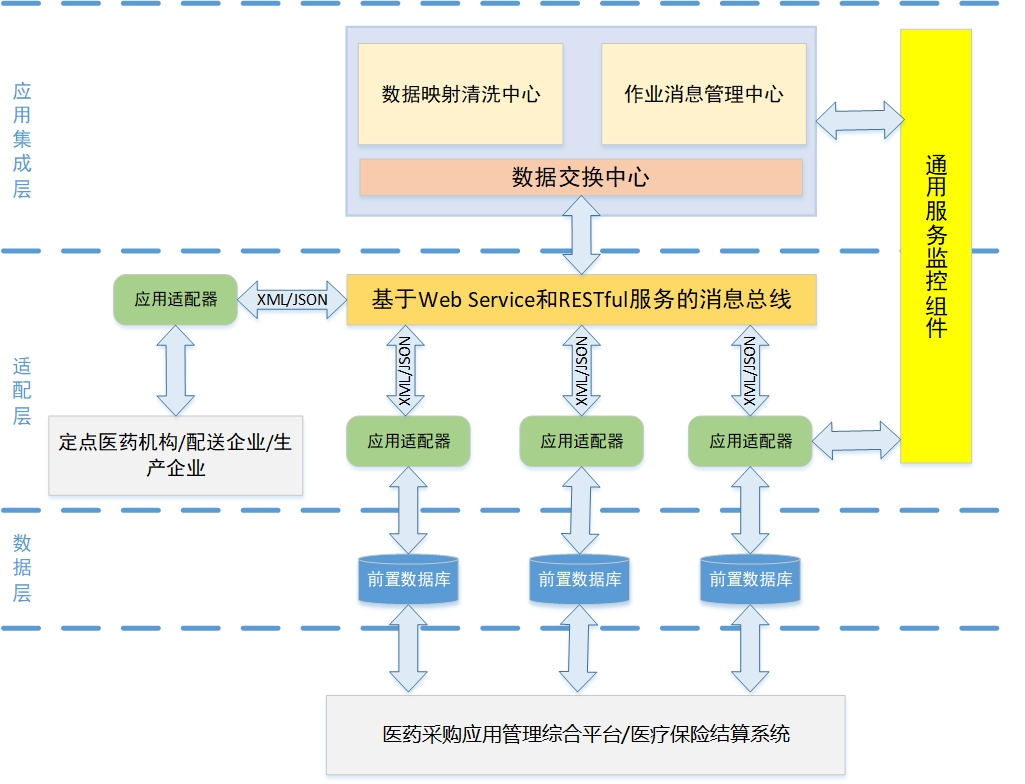 应用集成层
数据映射清洗中心
作业消息管理中心
数据交换中心
通用服务监控组件
适配层
应用适配器
XML/JSON
基于Web Service和RESTful服务的消息总线
XML/JSON
XML/JSON
XML/JSON
定点医药机构/配送企业/生
产企业
应用适配器
应用适配器
应用适配器
数据层
前置数据库
前置数据库
前置数据库
医药采购应用管理综合平台/医疗保险结算系统